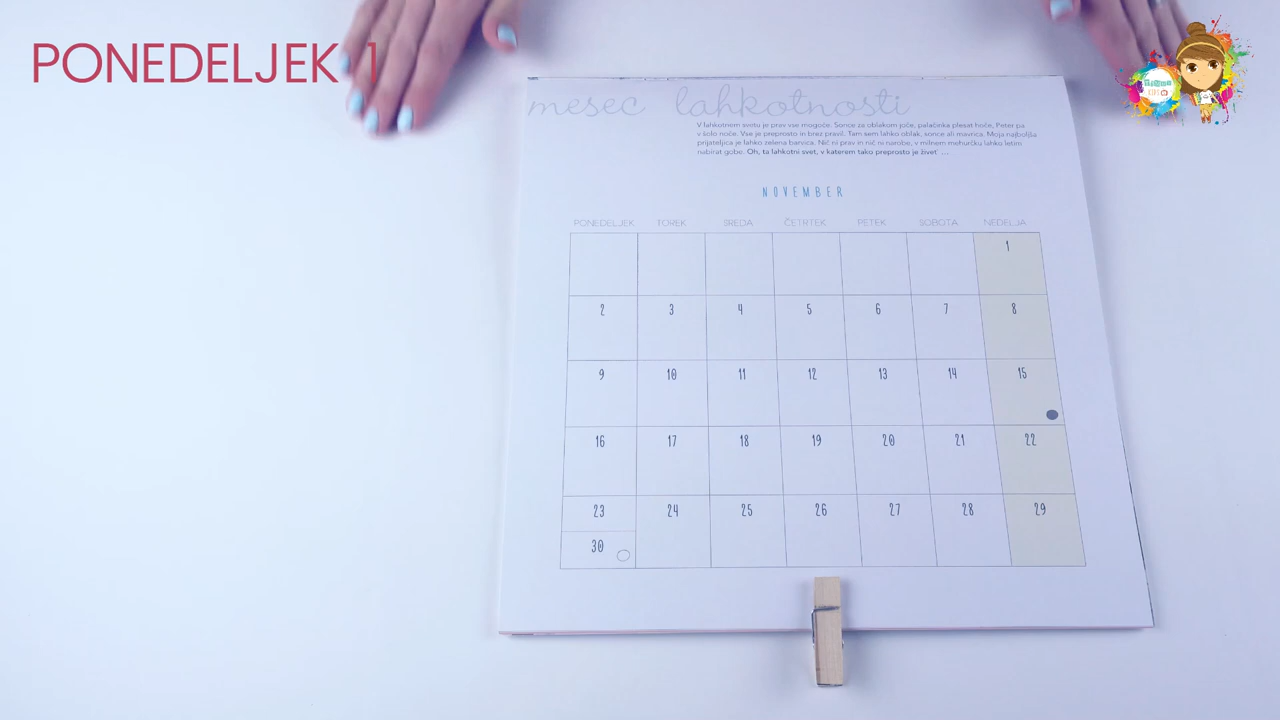 PONEDELJEK 1
mesec lahkotnosti
V lahkotnem svetu je prav vse mogoče. Sonce za oblakom joče, palačinka plesat hoče, Peter pa
v šolo noče. Vse je preprosto in brez pravil. Tam sem lahko oblak, sonce ali mavrica. Moja najboljša
prijateljica je lahko zelena barvica. Nič ni prav in nič ni narobe, v milnem mehurčku lahko letim
nabirat gobe. Oh, ta lahkotni svet, v katerem tako preprosto je živet ...
NOVEMBER
PONEDELJEK TOREK SREDA ČETRTEK PETEK SOBOTA NEDELJA
1
2 3 4 5 6 7 8
9 10 11 12 13 14 15
16 17 18 19 20 21 22
23 24 25 26 27 28 29
30